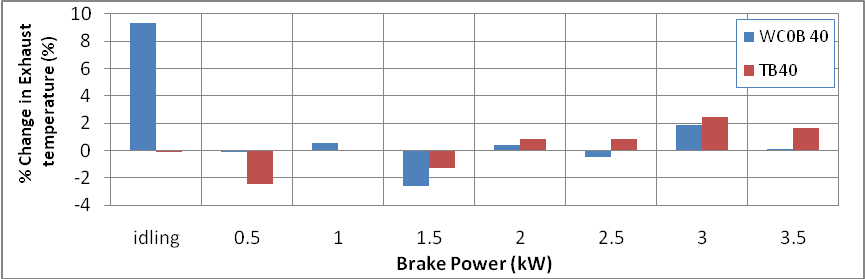 % Change in Exhaust
temperature (%)
10
8
6
4
2
0
-2
-4
WC0B 40
TB40
idling 0.5 1 1.5 2 2.5 3 3.5
Brake Power (kW)